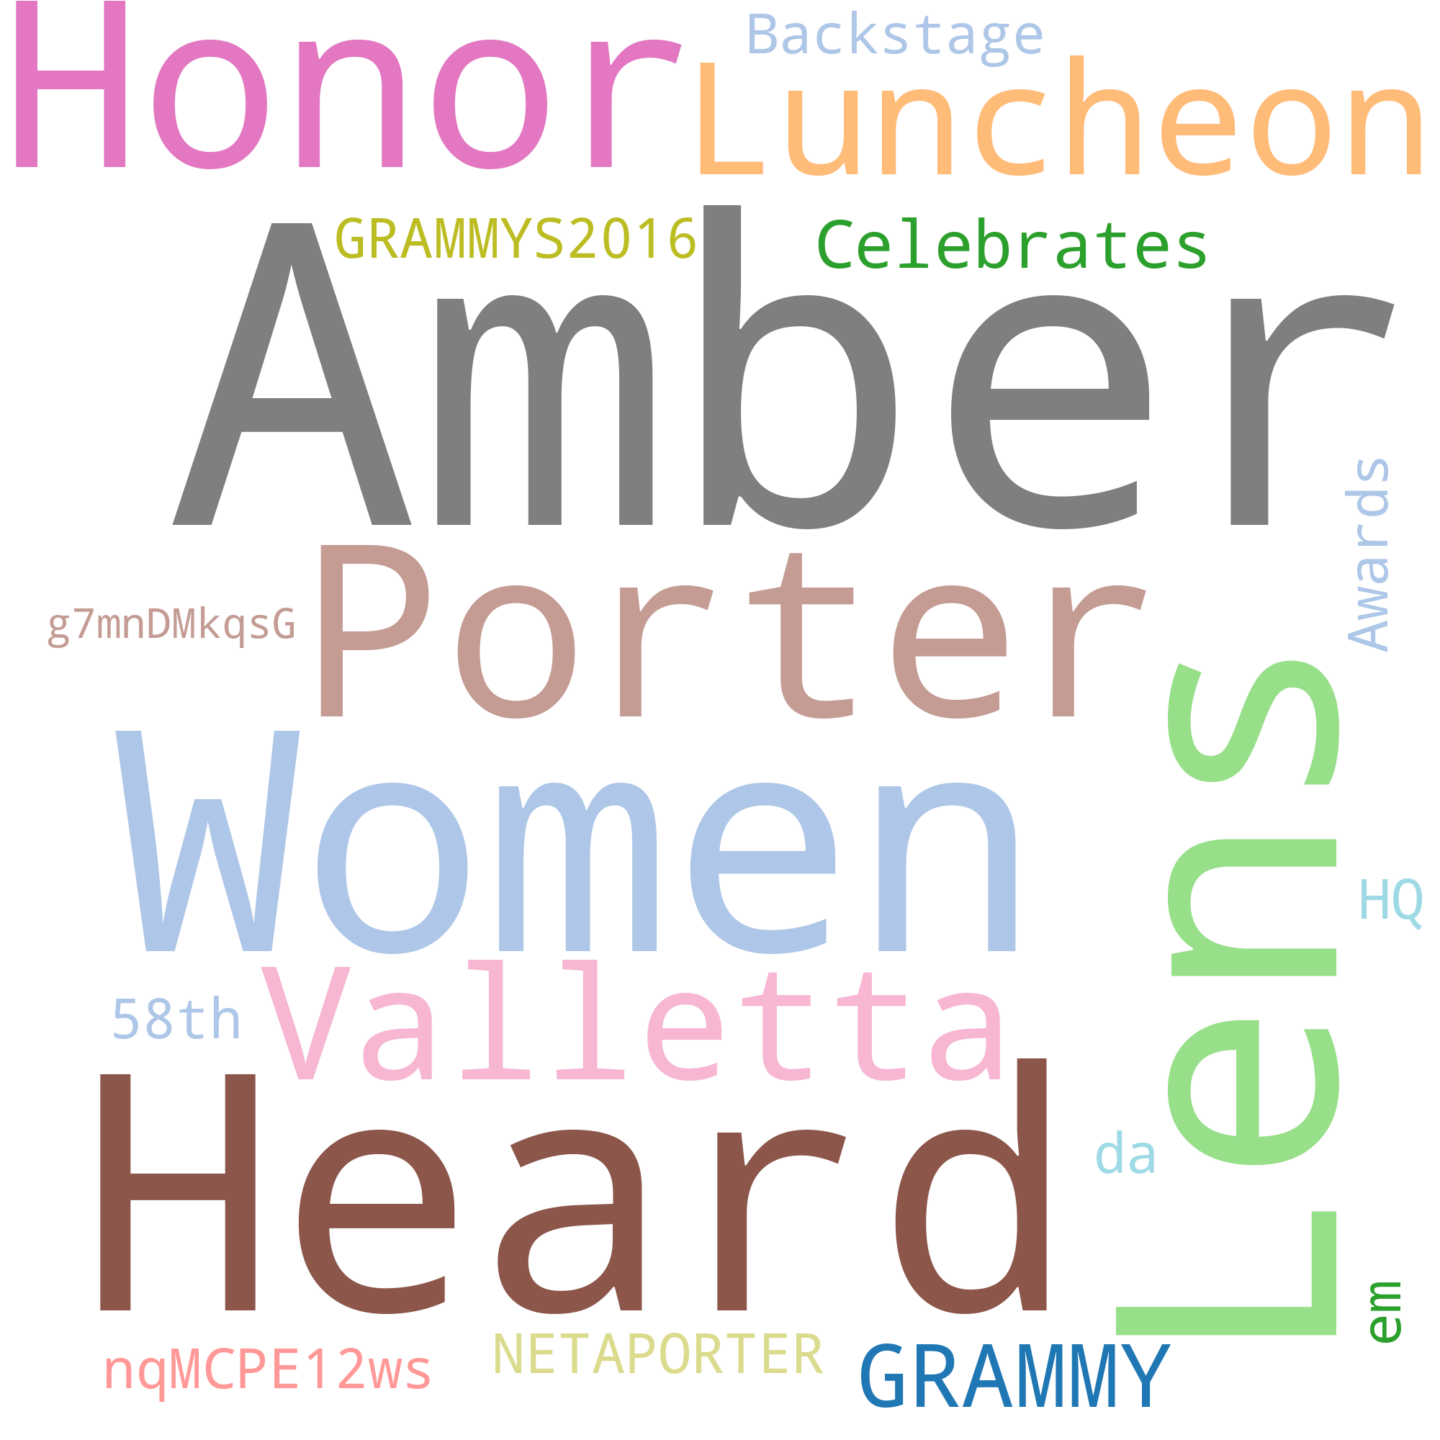 Honor
Backstage
Luncheon
GRAMMYS2016
Celebrates
Amber
Awards
g7mnDMkqsG
Porter
Women
Lens
HQ
58th
Valletta
Heard
da
em
nqMCPE12ws
NETAPORTER
GRAMMY